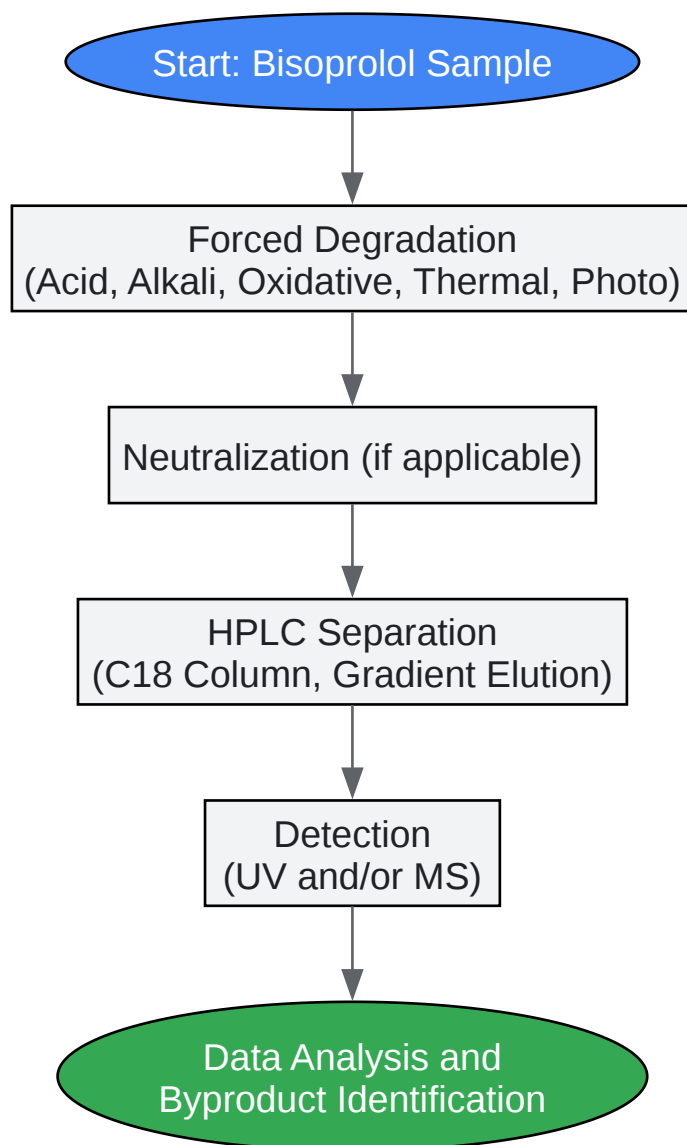 Start: Bisoprolol Sample
Forced Degradation
(Acid, Alkali, Oxidative, Thermal, Photo)
Neutralization (if applicable)
HPLC Separation
(C18 Column, Gradient Elution)
Detection
(UV and/or MS)
Data Analysis and
Byproduct Identification